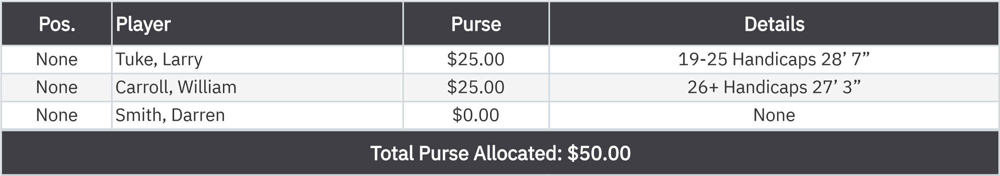 Pos. Player Purse Details
None Tuke, Larry $25.00 19-25 Handicaps 28’ 7”
None Carroll, William $25.00 26+ Handicaps 27’ 3”
None Smith, Darren $0.00 None
Total Purse Allocated: $50.00